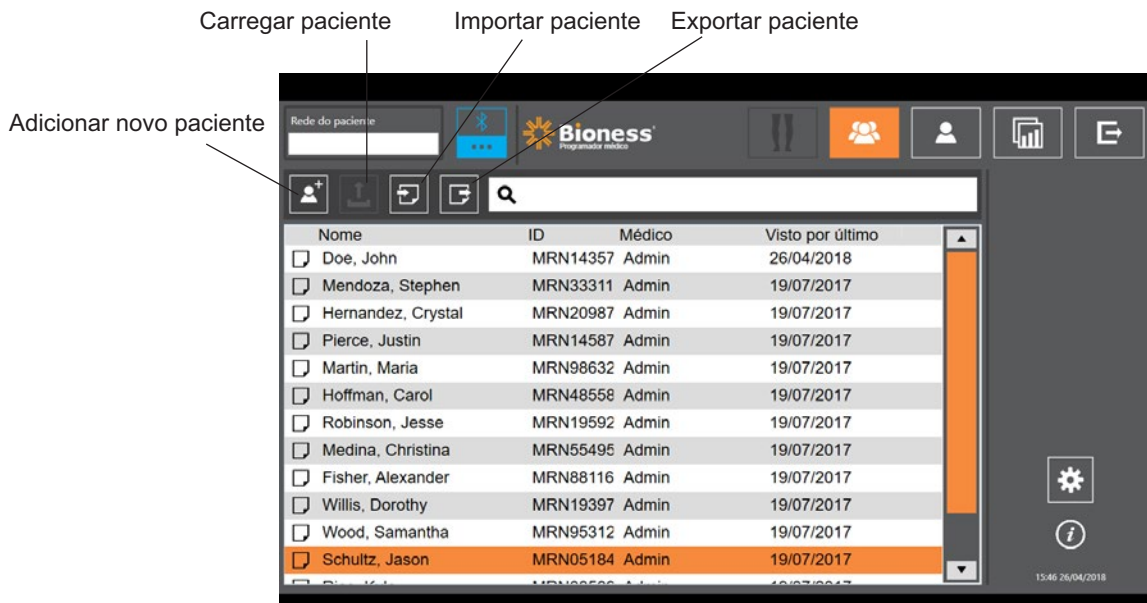 Carregar paciente Importar paciente Exportar paciente
Adicionar novo paciente
Rede do paciente
Bioness
Programador médico
Nome ID Médico Visto por último
Doe, John MRN14357 Admin 26/04/2018
Mendoza, Stephen MRN33311 Admin 19/07/2017
Hernandez, Crystal MRN20987 Admin 19/07/2017
Pierce, Justin MRN14587 Admin 19/07/2017
Martin, Maria MRN98632 Admin 19/07/2017
Hoffman, Carol MRN48558 Admin 19/07/2017
Robinson, Jesse MRN19592 Admin 19/07/2017
Medina, Christina MRN55495 Admin 19/07/2017
Fisher, Alexander MRN88116 Admin 19/07/2017
Willis, Dorothy MRN19397 Admin 19/07/2017
Wood, Samantha MRN95312 Admin 19/07/2017
Schultz, Jason MRN05184 Admin 19/07/2017
15:46 26/04/2018